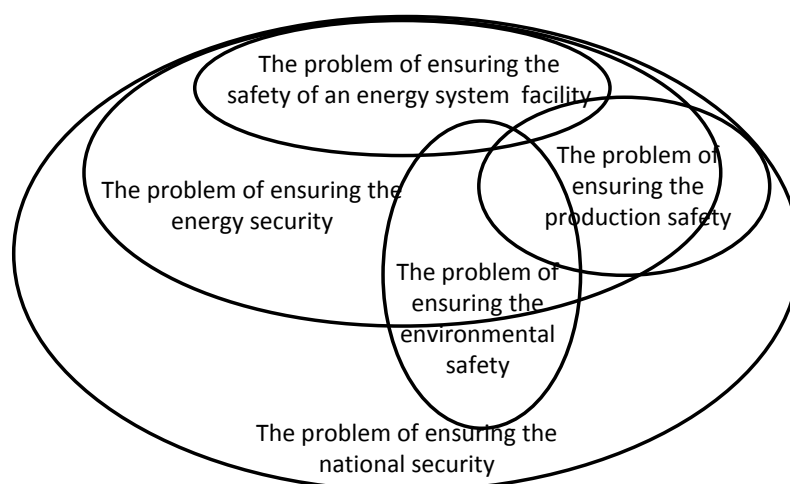 The problem of ensuring the
safety of an energy system facility
The problem of
ensuring the
production safety
The problem of ensuring the
energy security
The problem of
ensuring the
environmental
safety
The problem of ensuring the
national security